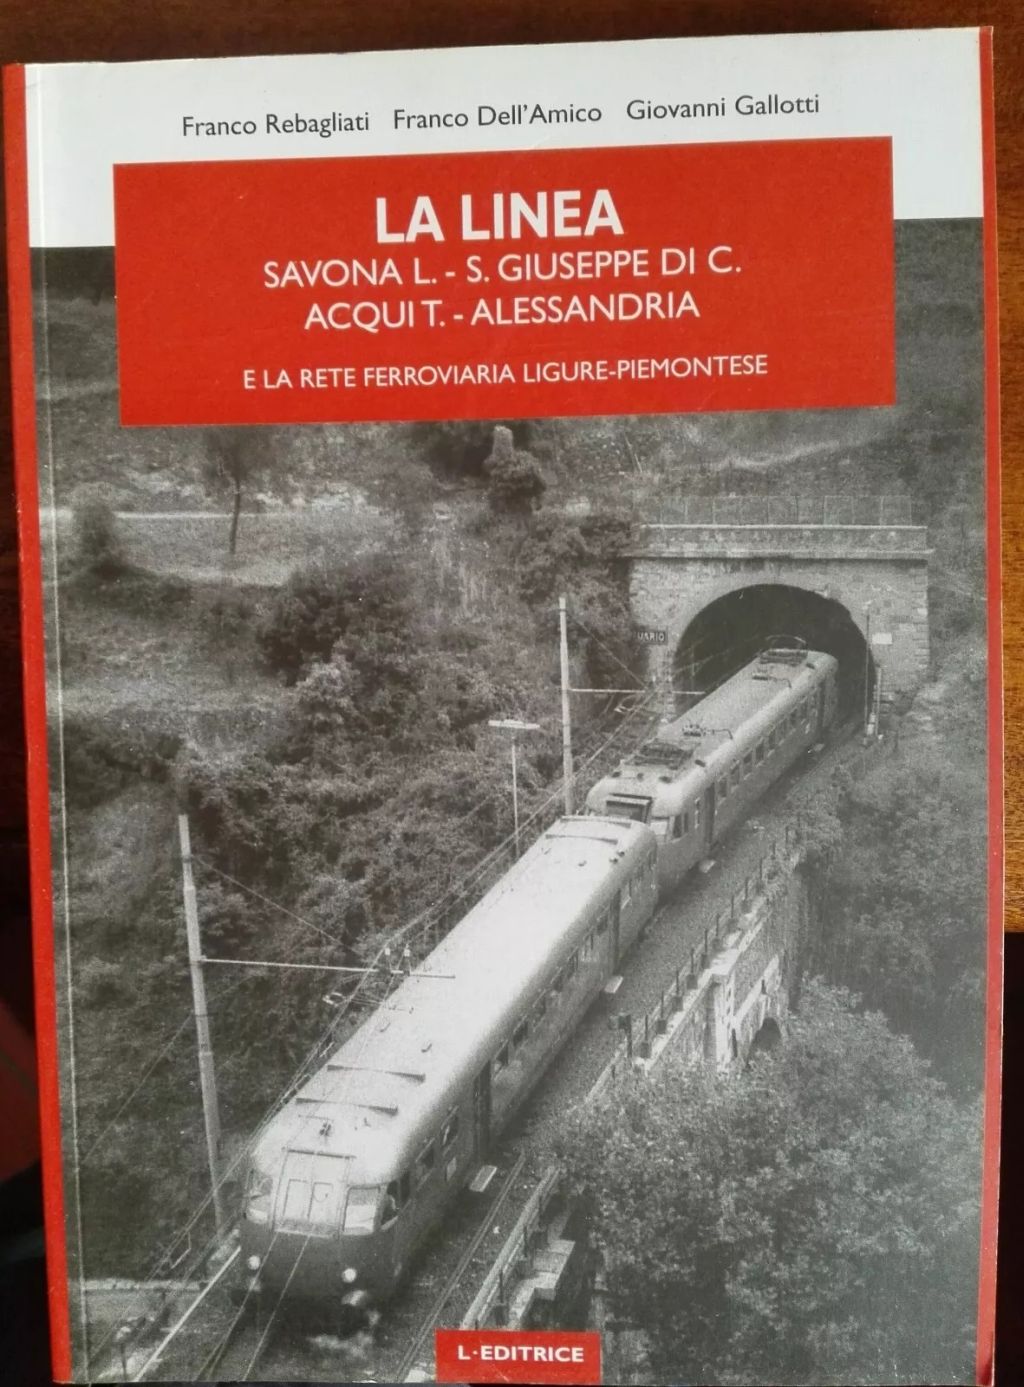 Franco Rebagliati Franco Dell'Amico Giovanni Gallotti
LA LINEA
SAVONA L. - S. GIUSEPPE DI C.
ACQUI T. - ALESSANDRIA
E LA RETE FERROVIARIA LIGURE-PIEMONTESE
UARIO
L·EDITRICE